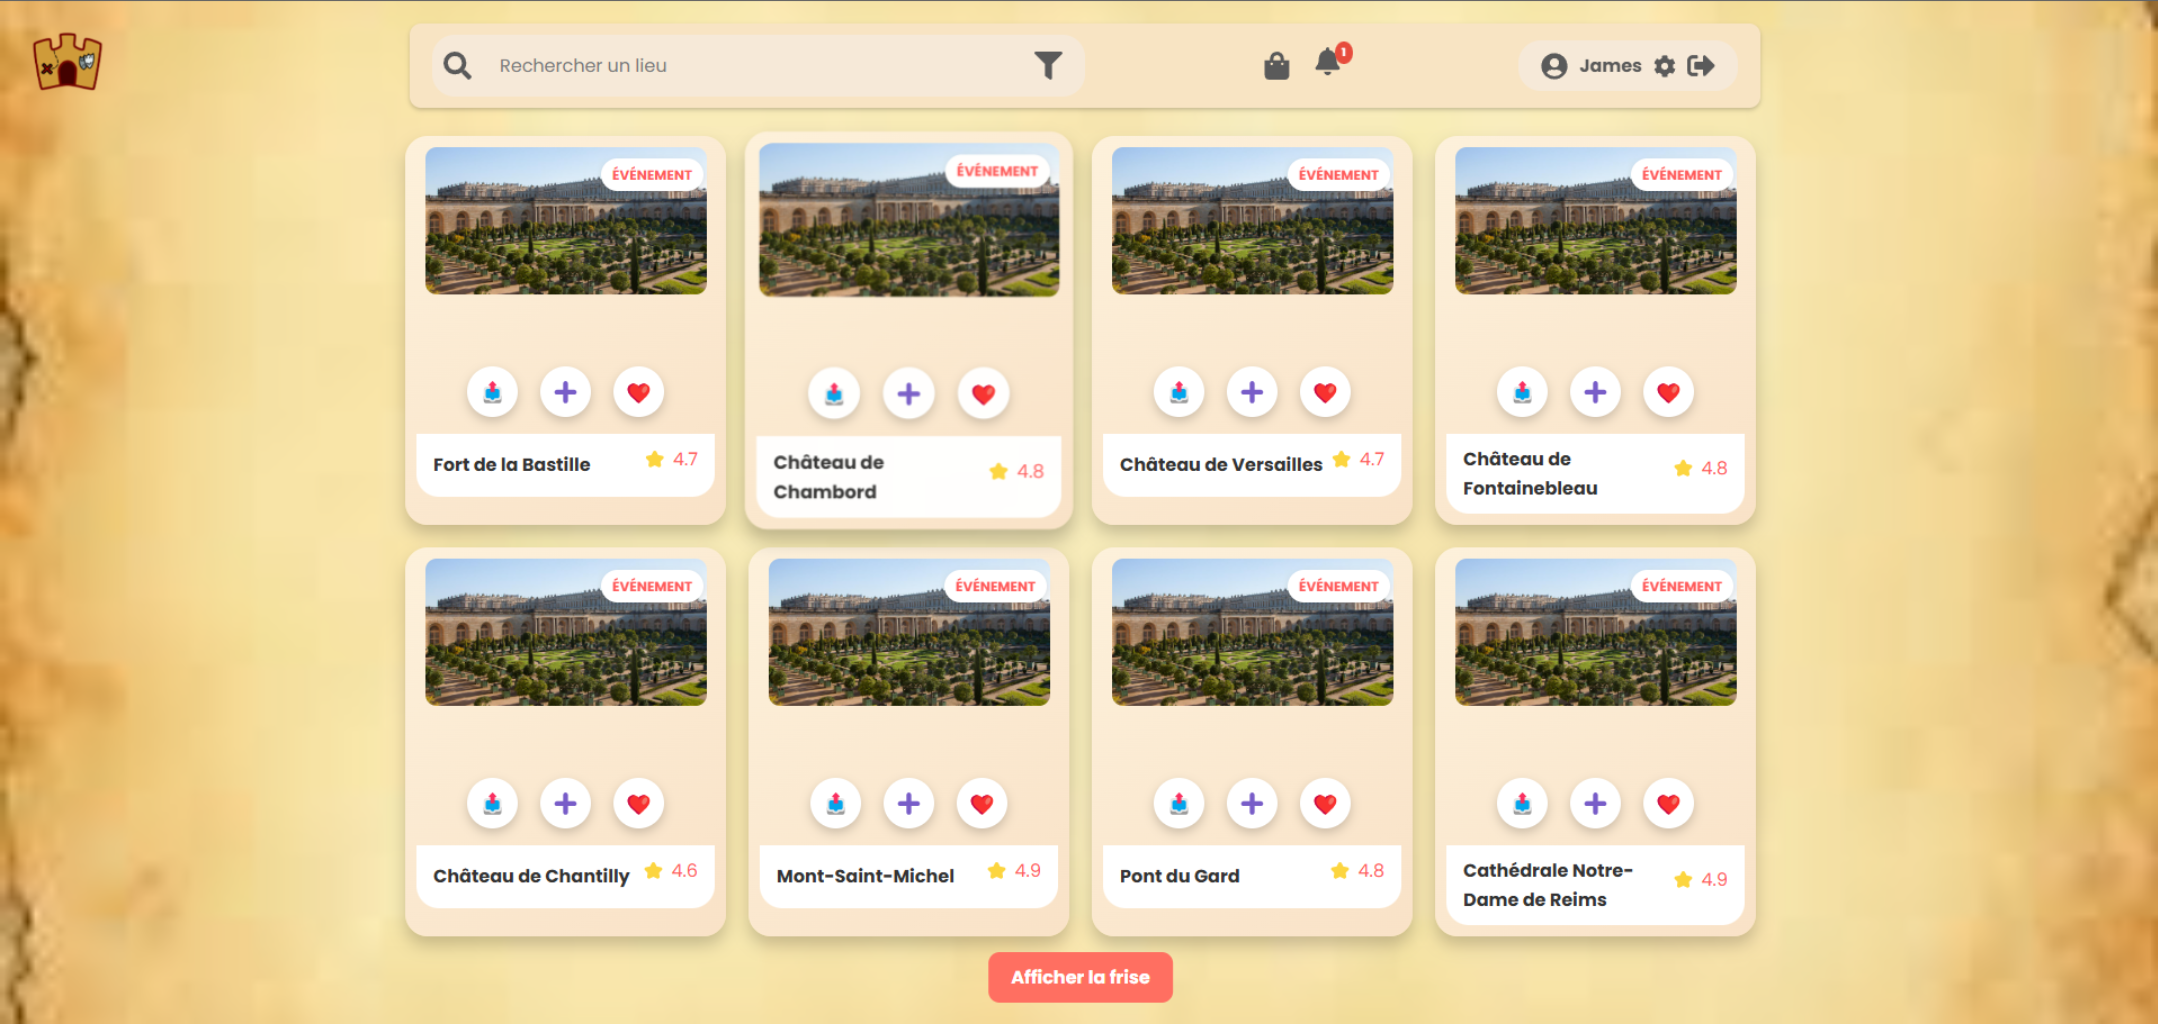 Rechercher un lieu
1
James
ÉVÉNEMENT
ÉVÉNEMENT
ÉVÉNEMENT
ÉVÉNEMENT
Fort de la Bastille
4.7
Château de
Chambord
4.8
Château de Versailles
4.7
Château de
Fontainebleau
4.8
ÉVÉNEMENT
ÉVÉNEMENT
ÉVÉNEMENT
ÉVÉNEMENT
Château de Chantilly
4.6
Mont-Saint-Michel
4.9
Pont du Gard
4.8
Cathédrale Notre-
Dame de Reims
4.9
Afficher la frise